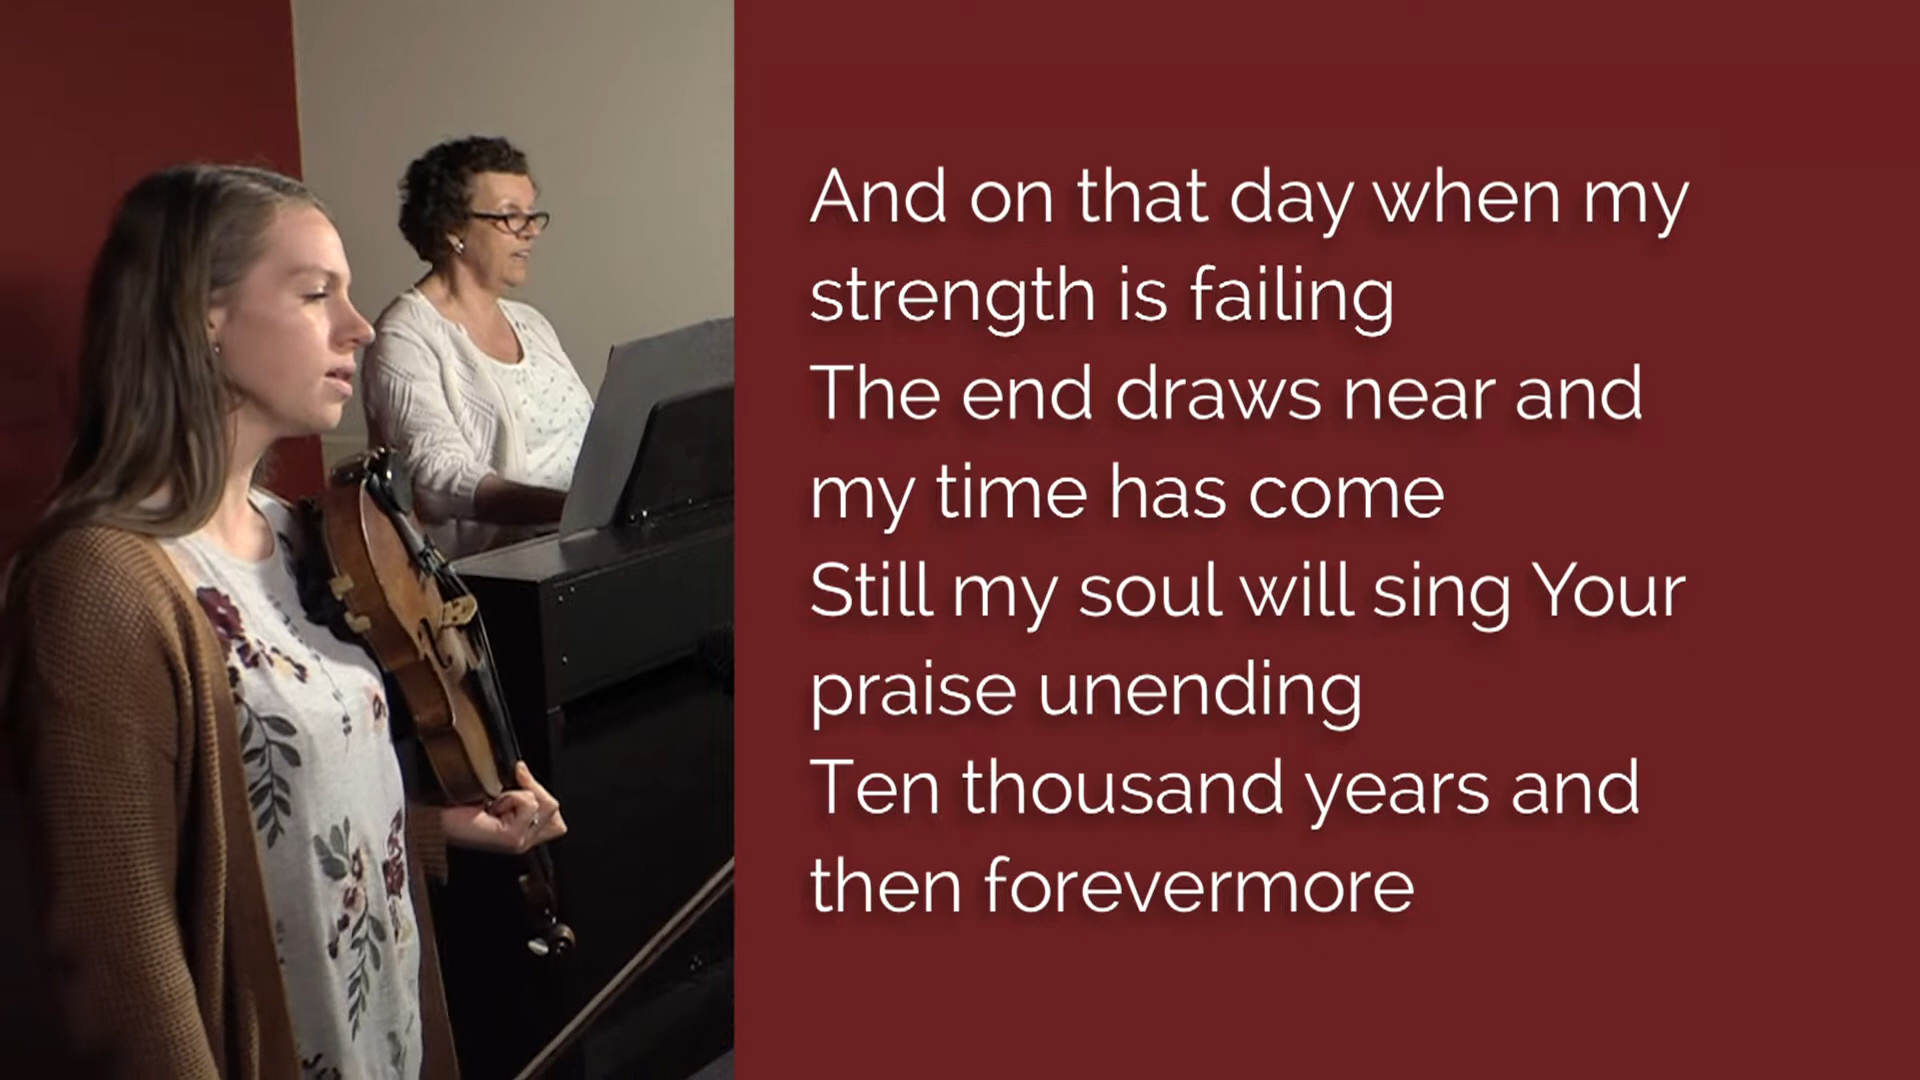 And on that day when my
strength is failing
The end draws near and
my time has come
Still my soul will sing Your
praise unending
Ten thousand years and
then forevermore